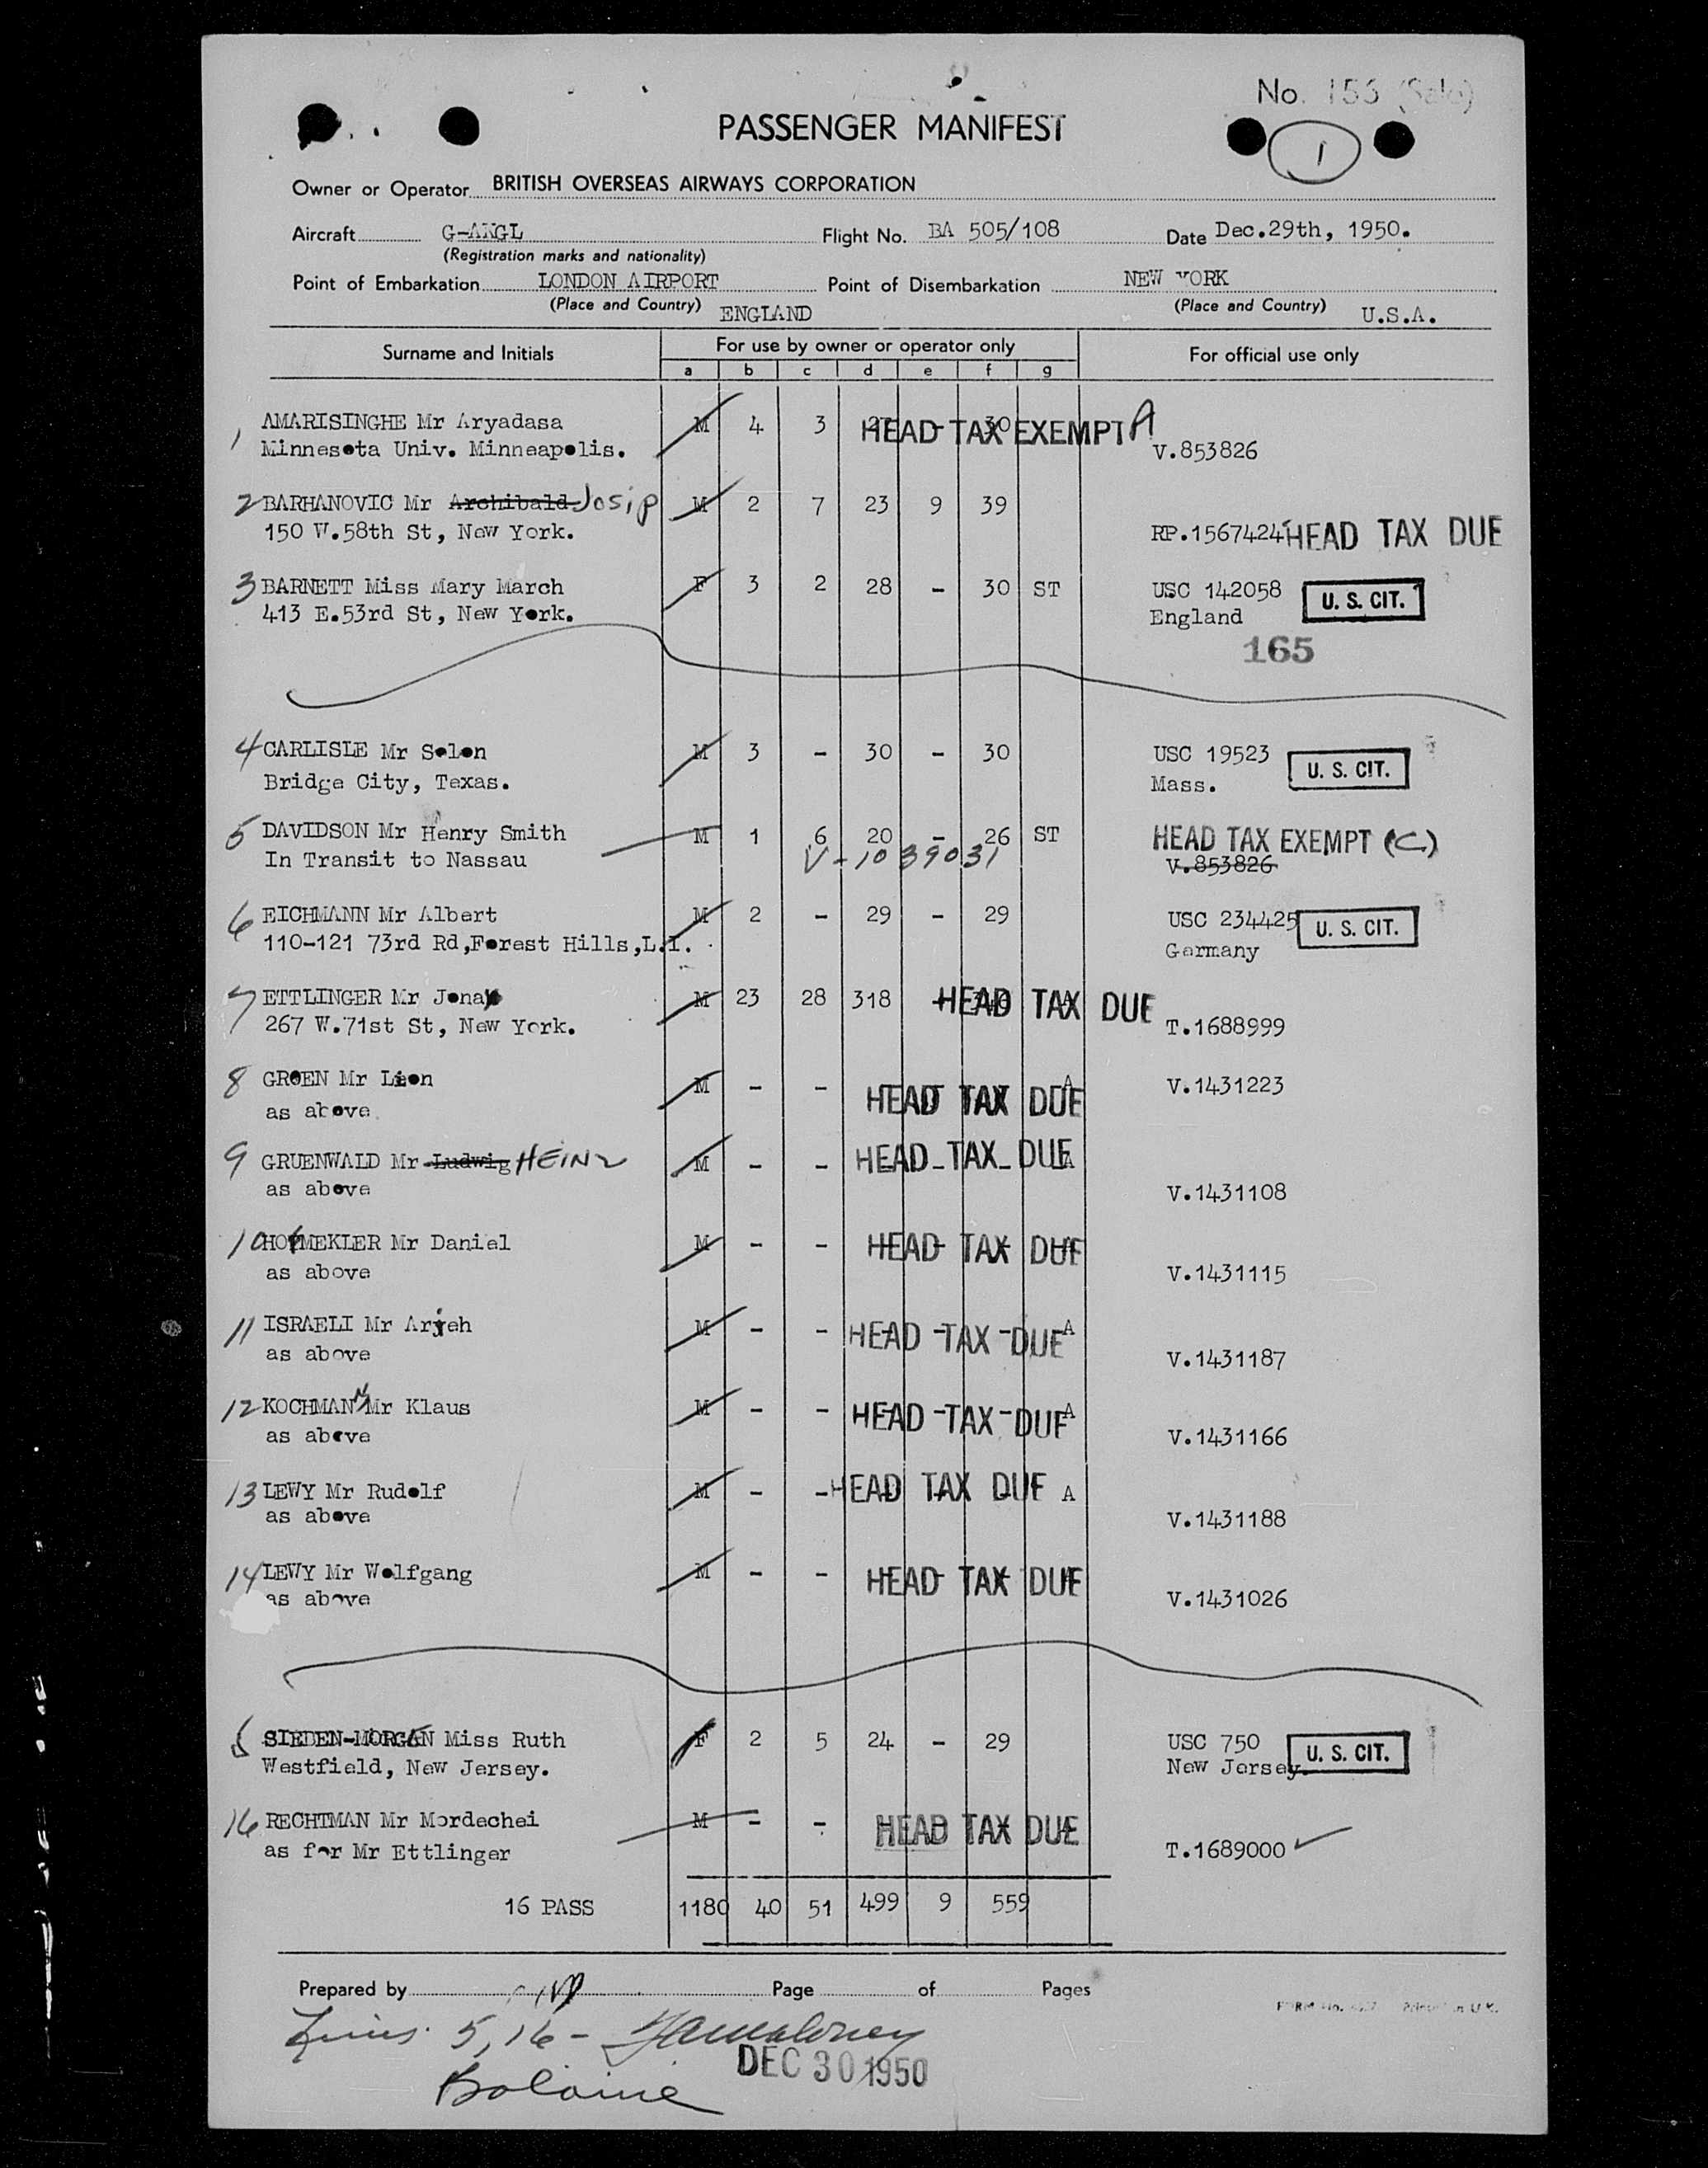 No. 153
PASSENGER MANIFEST
1
Owner or Operator BRITISH OVERSEAS AIRWAYS CORPORATION
Aircraft G-AKGL Flight No. BA 505/108 Date Dec.29th, 1950.
(Registration marks and nationality)
Point of Embarkation LONDON AIRPORT Point of Disembarkation NEW YORK
(Place and Country) ENGLAND (Place and Country) U.S.A.
Surname and Initials For use by owner or operator only For official use only
a b c d e f g
1 AMARISINGHE Mr Aryadasa M 4 3 HEAD TAX EXEMPT A
Minnesota Univ. Minneapolis. V.853826
2 BARHANOVIC Mr Archibald Josip M 2 7 23 9 39
150 W.58th St, New York. RP.1567424 HEAD TAX DUE
3 BARNETT Miss Mary March F 3 2 28 - 30 ST USC 142058 U. S. CIT.
413 E.53rd St, New York. England
165
4 CARLISLE Mr Solon M 3 - 30 - 30 USC 19523 U. S. CIT.
Bridge City, Texas. Mass.
5 DAVIDSON Mr Henry Smith M 1 6 20 - 26 ST HEAD TAX EXEMPT (C)
In Transit to Nassau V-1039031 V.853826
6 EICHMANN Mr Albert M 2 - 29 - 29 USC 234425 U. S. CIT.
110-121 73rd Rd,Forest Hills,L.I. Germany
7 ETTLINGER Mr Jona M 23 28 318 - HEAD TAX DUE
267 W.71st St, New York. T.1688999
8 GROEN Mr Leon M - - HEAD TAX DUE A V.1431223
as above
9 GRUENWALD Mr Ludwig HEINZ M - - HEAD TAX DUE A
as above V.1431108
10 HOFMEKLER Mr Daniel M - - HEAD TAX DUE
as above V.1431115
11 ISRAELI Mr Arieh M - - HEAD TAX DUE A
as above V.1431187
12 KOCHMANN Mr Klaus M - - HEAD TAX DUE A
as above V.1431166
13 LEWY Mr Rudolf M - - HEAD TAX DUE A
as above V.1431188
14 LEWY Mr Wolfgang M - - HEAD TAX DUE
as above V.1431026
SIEDEN-MORGEN Miss Ruth F 2 5 24 - 29 USC 750 U. S. CIT.
Westfield, New Jersey. New Jersey.
16 RECHTMAN Mr Mordechei M - - HEAD TAX DUE
as for Mr Ettlinger T.1689000
16 PASS 1180 40 51 499 9 559
Prepared by Page of Pages
FORM No. Printed in U.K.
5,16 -
DEC 30 1950